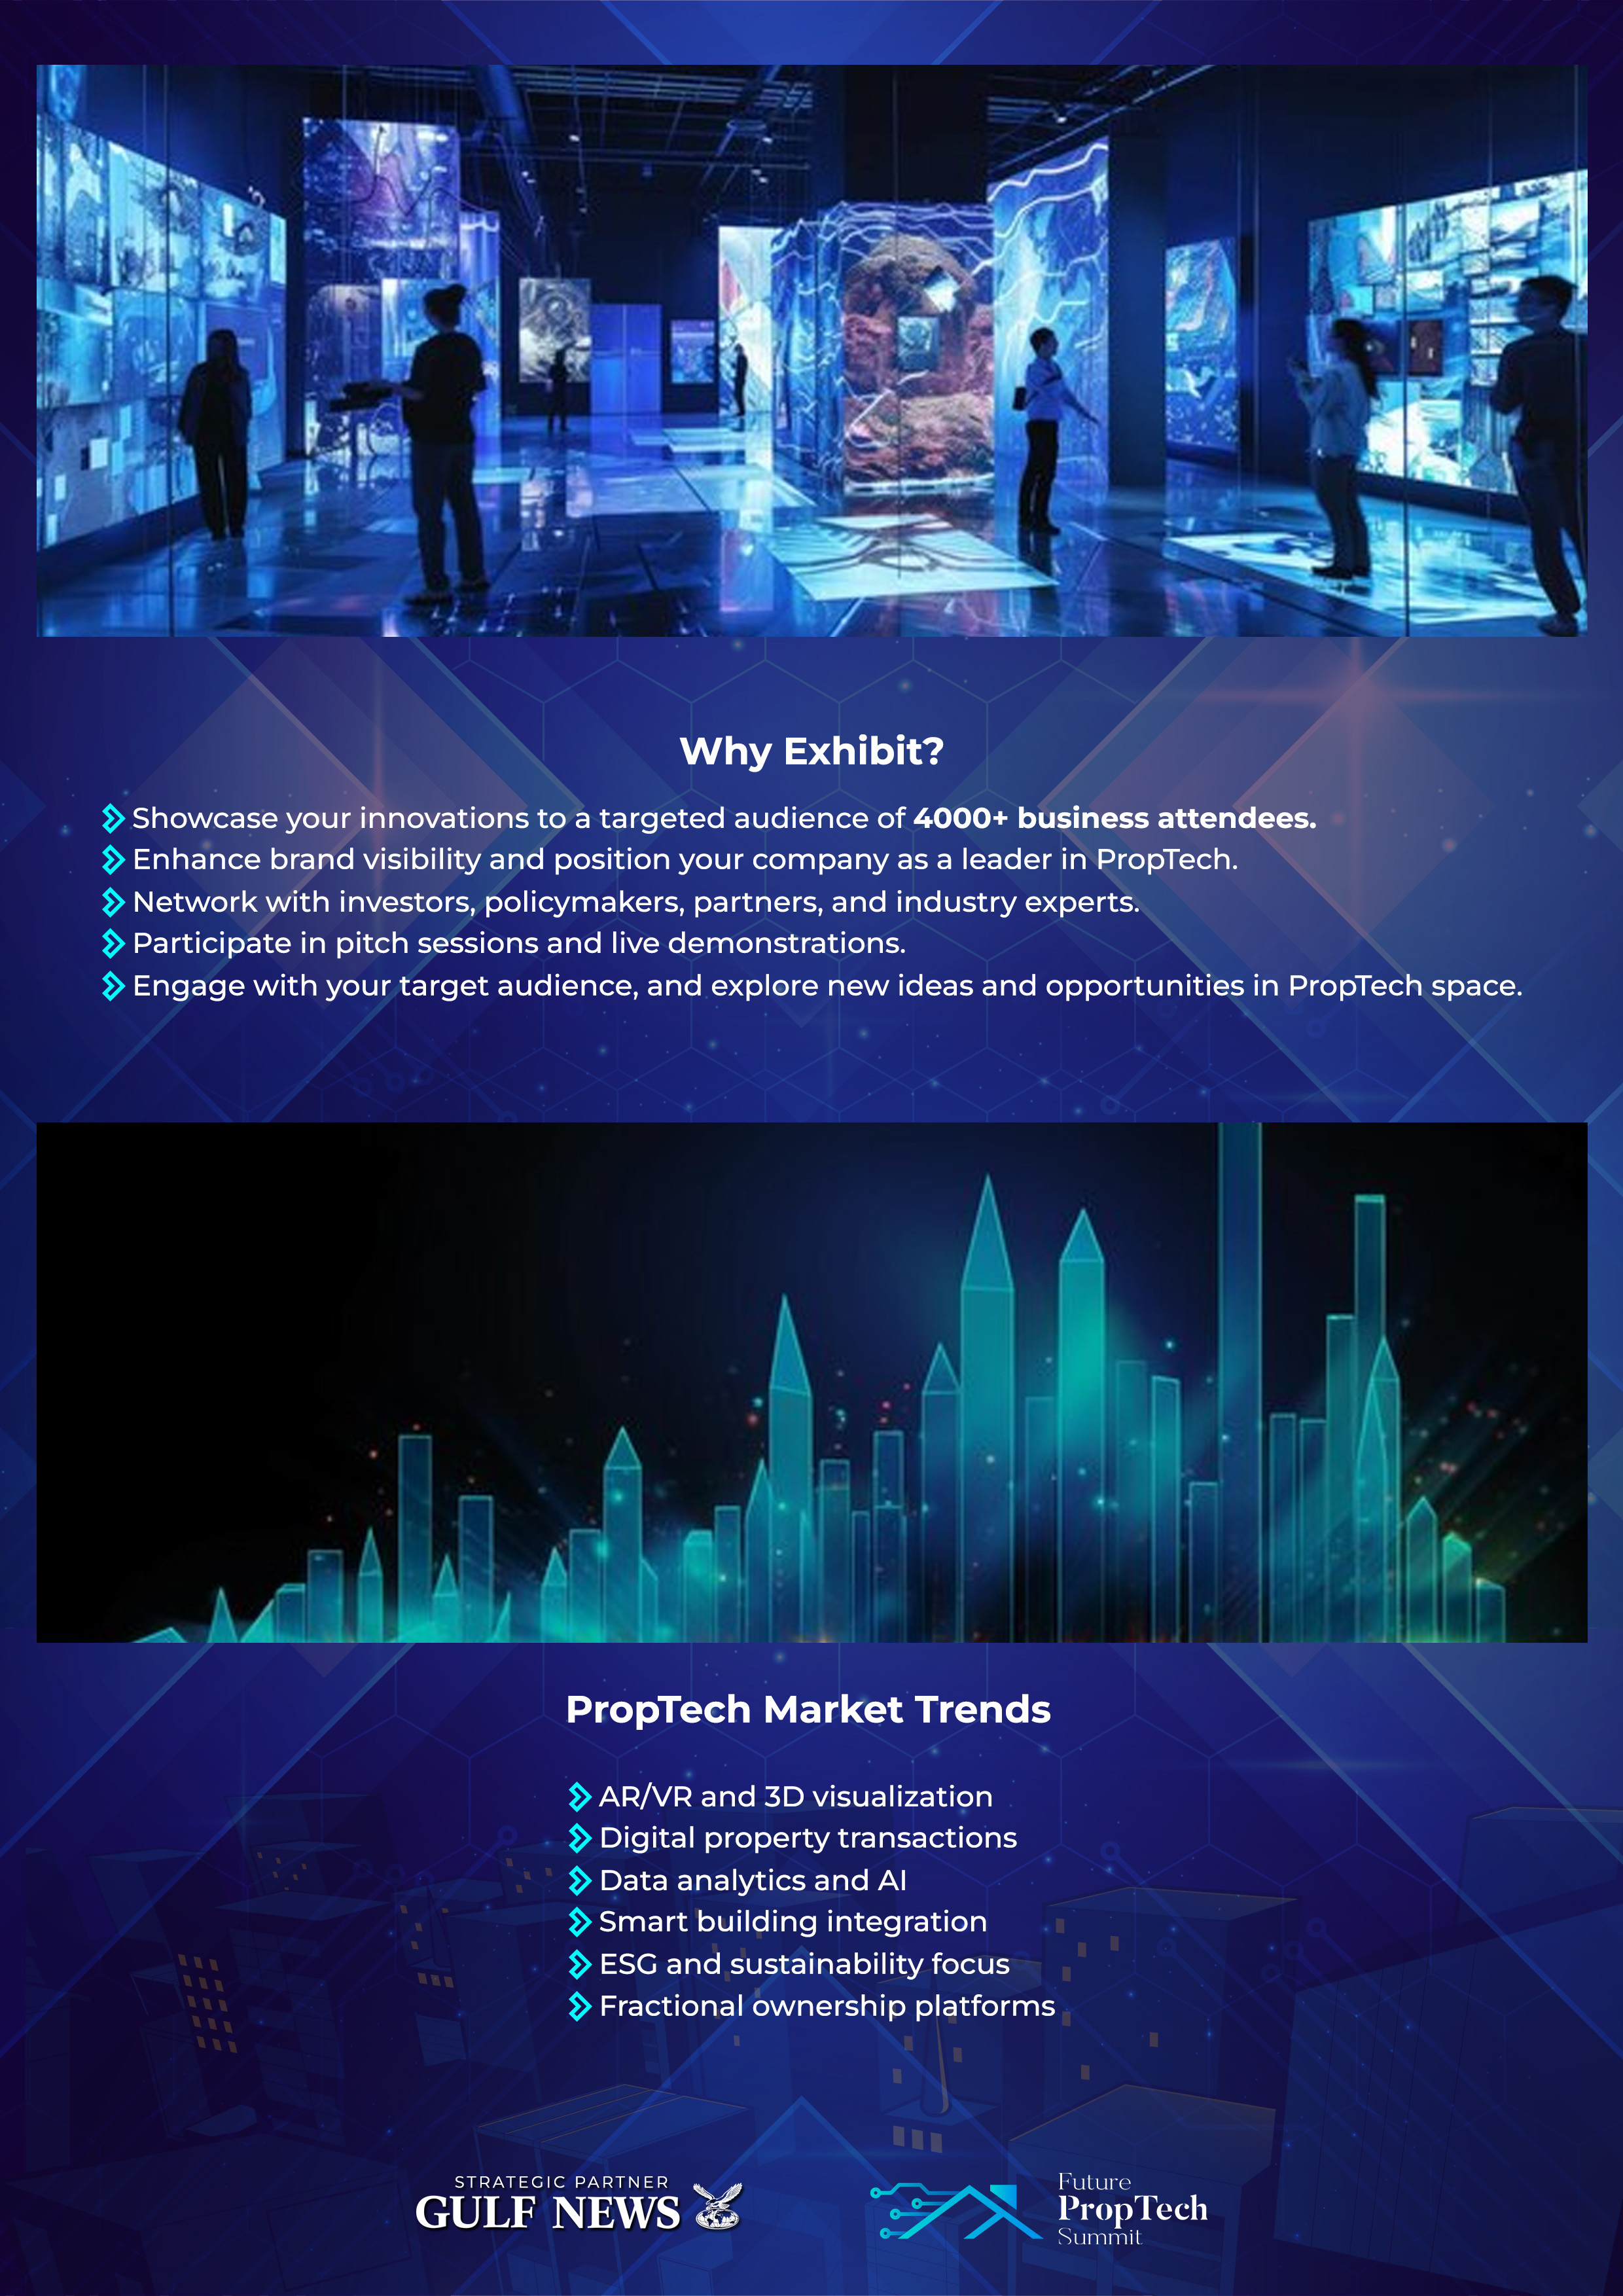 Why Exhibit?
Showcase your innovations to a targeted audience of 4000+ business attendees.
Enhance brand visibility and position your company as a leader in PropTech.
Network with investors, policymakers, partners, and industry experts.
Participate in pitch sessions and live demonstrations.
Engage with your target audience, and explore new ideas and opportunities in PropTech space.
PropTech Market Trends
AR/VR and 3D visualization
Digital property transactions
Data analytics and AI
Smart building integration
ESG and sustainability focus
Fractional ownership platforms
STRATEGIC PARTNER
GULF NEWS
Future
PropTech
Summit